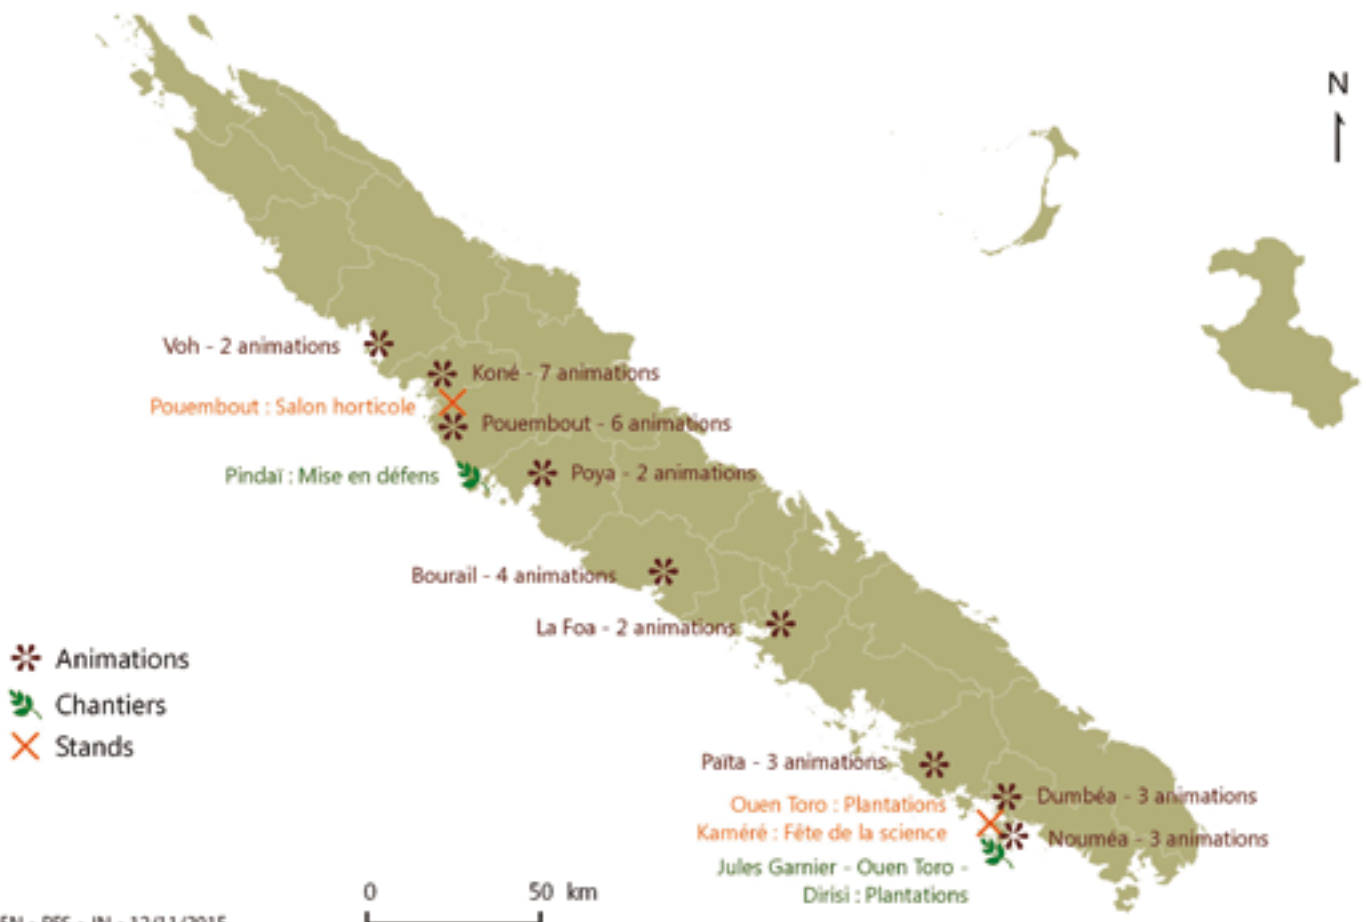 N
Voh - 2 animations
Koné - 7 animations
Pouembout : Salon horticole
Pouembout - 6 animations
Pindaï : Mise en défens
Poya - 2 animations
Bourail - 4 animations
La Foa - 2 animations
Animations
Chantiers
Stands
Païta - 3 animations
Dumbéa - 3 animations
Ouen Toro : Plantations
Kaméré : Fête de la science
Nouméa - 3 animations
Jules Garnier - Ouen Toro -
Dirisi : Plantations
0 50 km